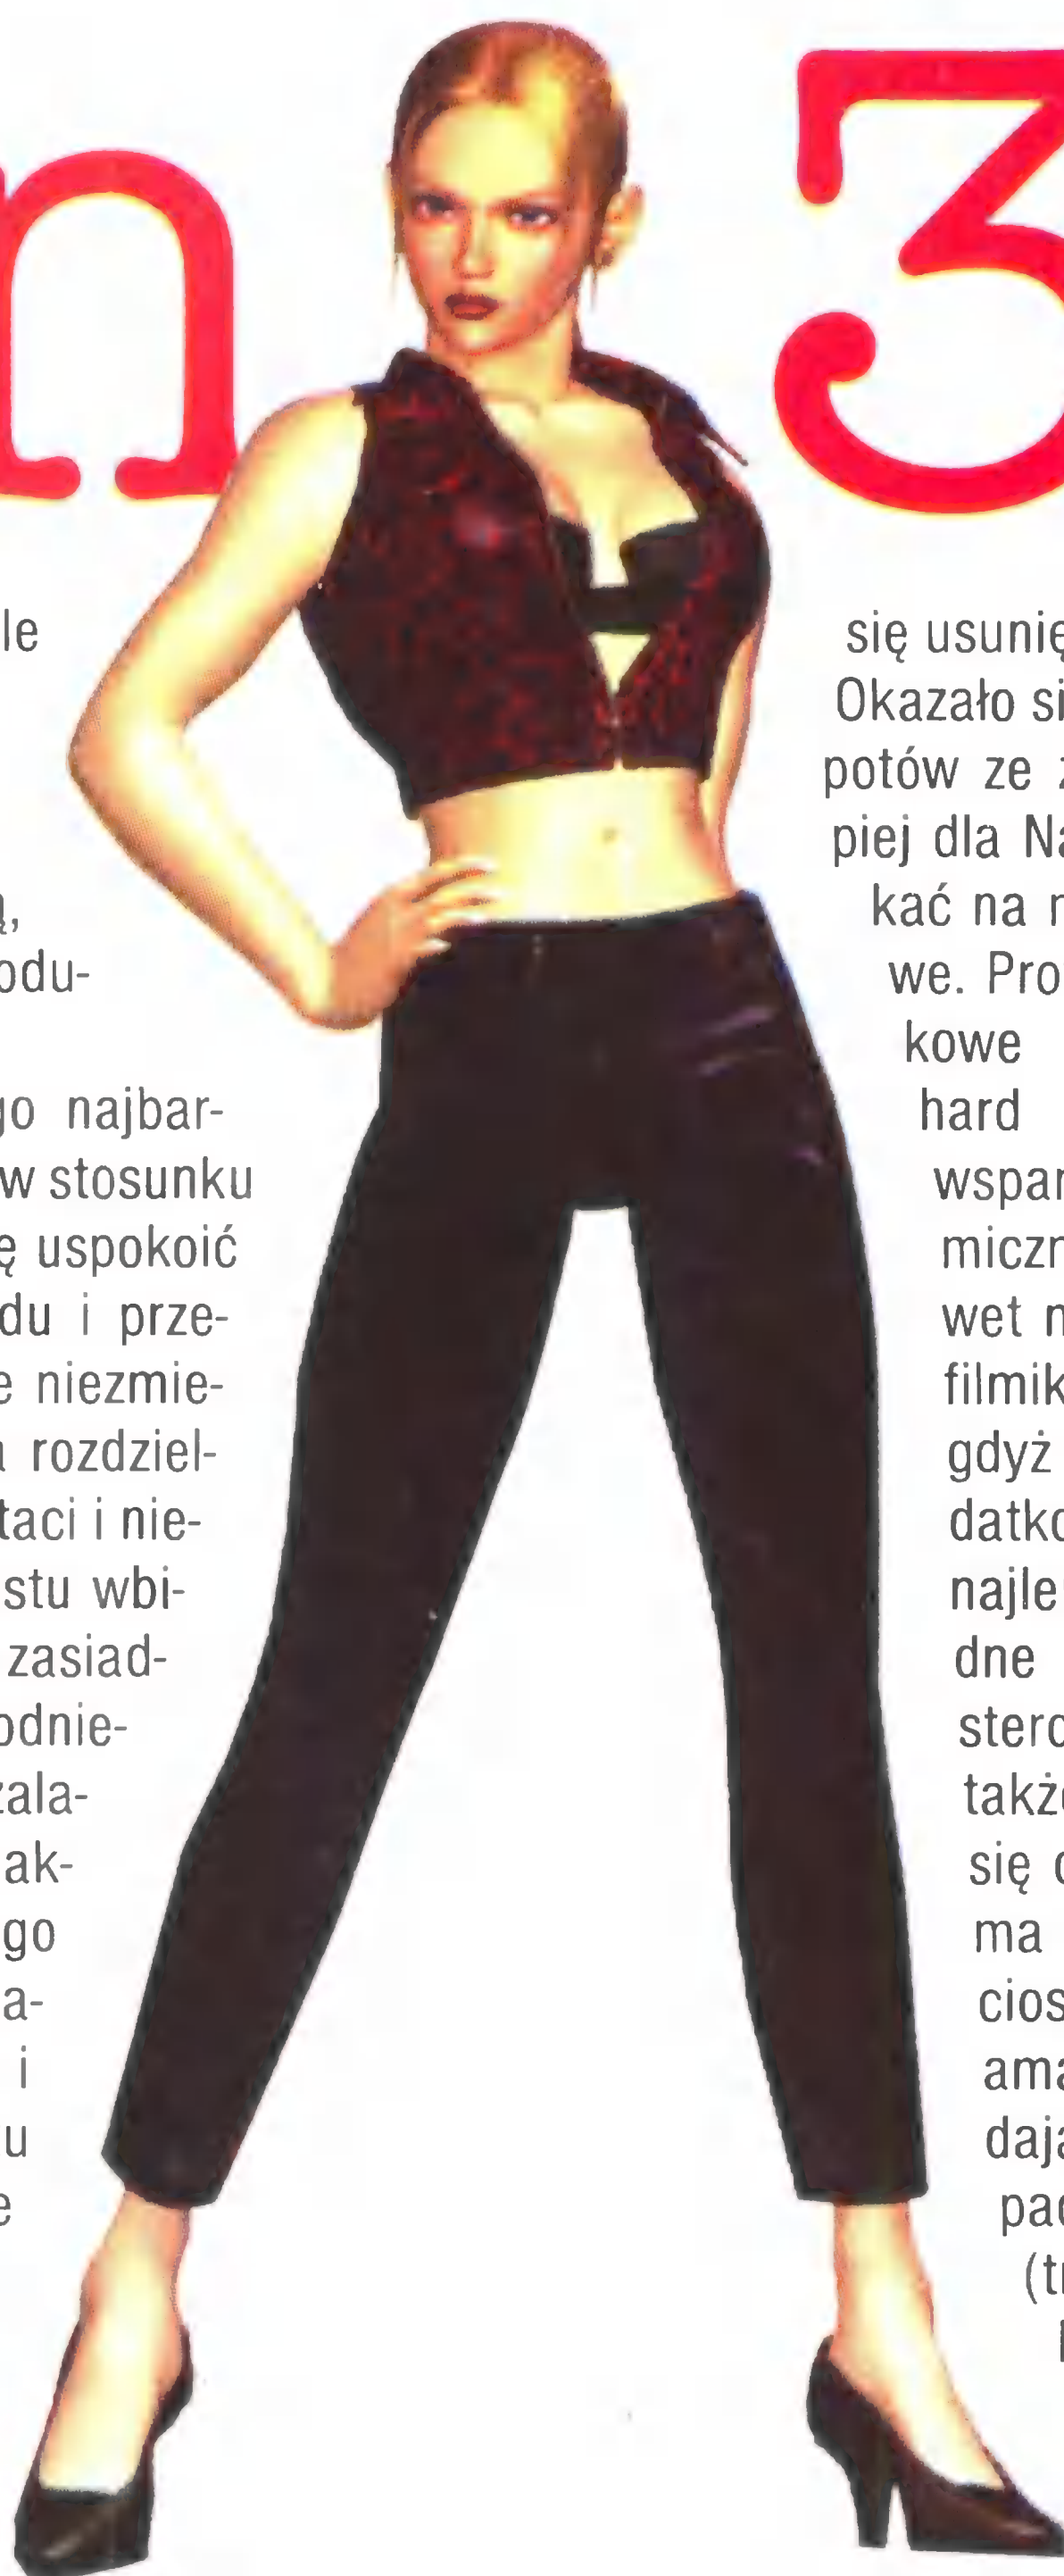 n 3
le
ą,
odu-
go najbar-
w stosunku
ę uspokoić
du i prze-
e niezmie-
a rozdziel-
taci i nie-
stu wbi-
zasiad-
odnie-
zala-
ak-
go
a-
i
u
e
się usunię
Okazało si
potów ze z
piej dla Na
kać na n
we. Pro
kowe
hard
wspar
miczn
wet n
filmik
gdyż
datko
najle
dne
stero
także
się o
ma
cios
ama
dają
pad
(tr